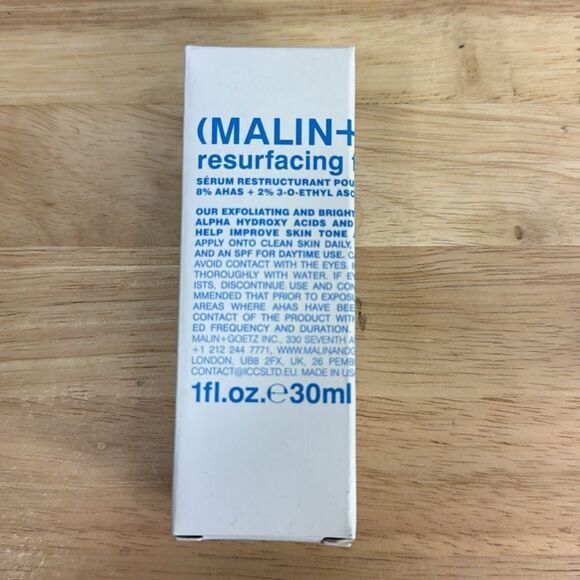 (MALIN+
resurfacing
SÉRUM RESTRUCTURANT POU
8% AHAS + 2% 3-O-ETHYL ASC
OUR EXFOLIATING AND BRIGHT
ALPHA HYDROXY ACIDS AND
HELP IMPROVE SKIN TONE
APPLY ONTO CLEAN SKIN DAILY,
AND AN SPF FOR DAYTIME USE. CA
AVOID CONTACT WITH THE EYES. I
THOROUGHLY WITH WATER. IF EY
ISTS, DISCONTINUE USE AND CON
MMENDED THAT PRIOR TO EXPOSU
AREAS WHERE AHAS HAVE BEE
CONTACT OF THE PRODUCT WITH
ED FREQUENCY AND DURATION.
MALIN+GOETZ INC., 330 SEVENTH A
+1 212 244 7771, WWW.MALINANDG
LONDON, UB8 2FX, UK, 26 PEMB
CONTACT@ICCSLTD.EU. MADE IN US
1fl.oz.℮30ml